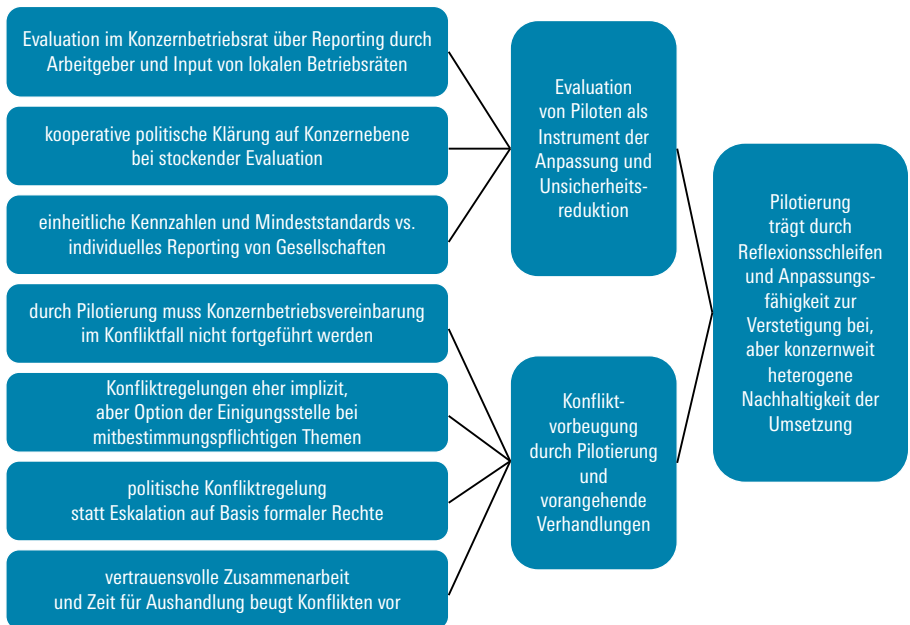 Evaluation im Konzernbetriebsrat über Reporting durch
Arbeitgeber und Input von lokalen Betriebsräten
kooperative politische Klärung auf Konzernebene
bei stockender Evaluation
einheitliche Kennzahlen und Mindeststandards vs.
individuelles Reporting von Gesellschaften
durch Pilotierung muss Konzernbetriebsvereinbarung
im Konfliktfall nicht fortgeführt werden
Konfliktregelungen eher implizit,
aber Option der Einigungsstelle bei
mitbestimmungspflichtigen Themen
politische Konfliktregelung
statt Eskalation auf Basis formaler Rechte
vertrauensvolle Zusammenarbeit
und Zeit für Aushandlung beugt Konflikten vor
Evaluation
von Piloten als
Instrument der
Anpassung und
Unsicherheits-
reduktion
Konflikt-
vorbeugung
durch Pilotierung
und
vorangehende
Verhandlungen
Pilotierung
trägt durch
Reflexionsschleifen
und Anpassungs-
fähigkeit zur
Verstetigung bei,
aber konzernweit
heterogene
Nachhaltigkeit der
Umsetzung